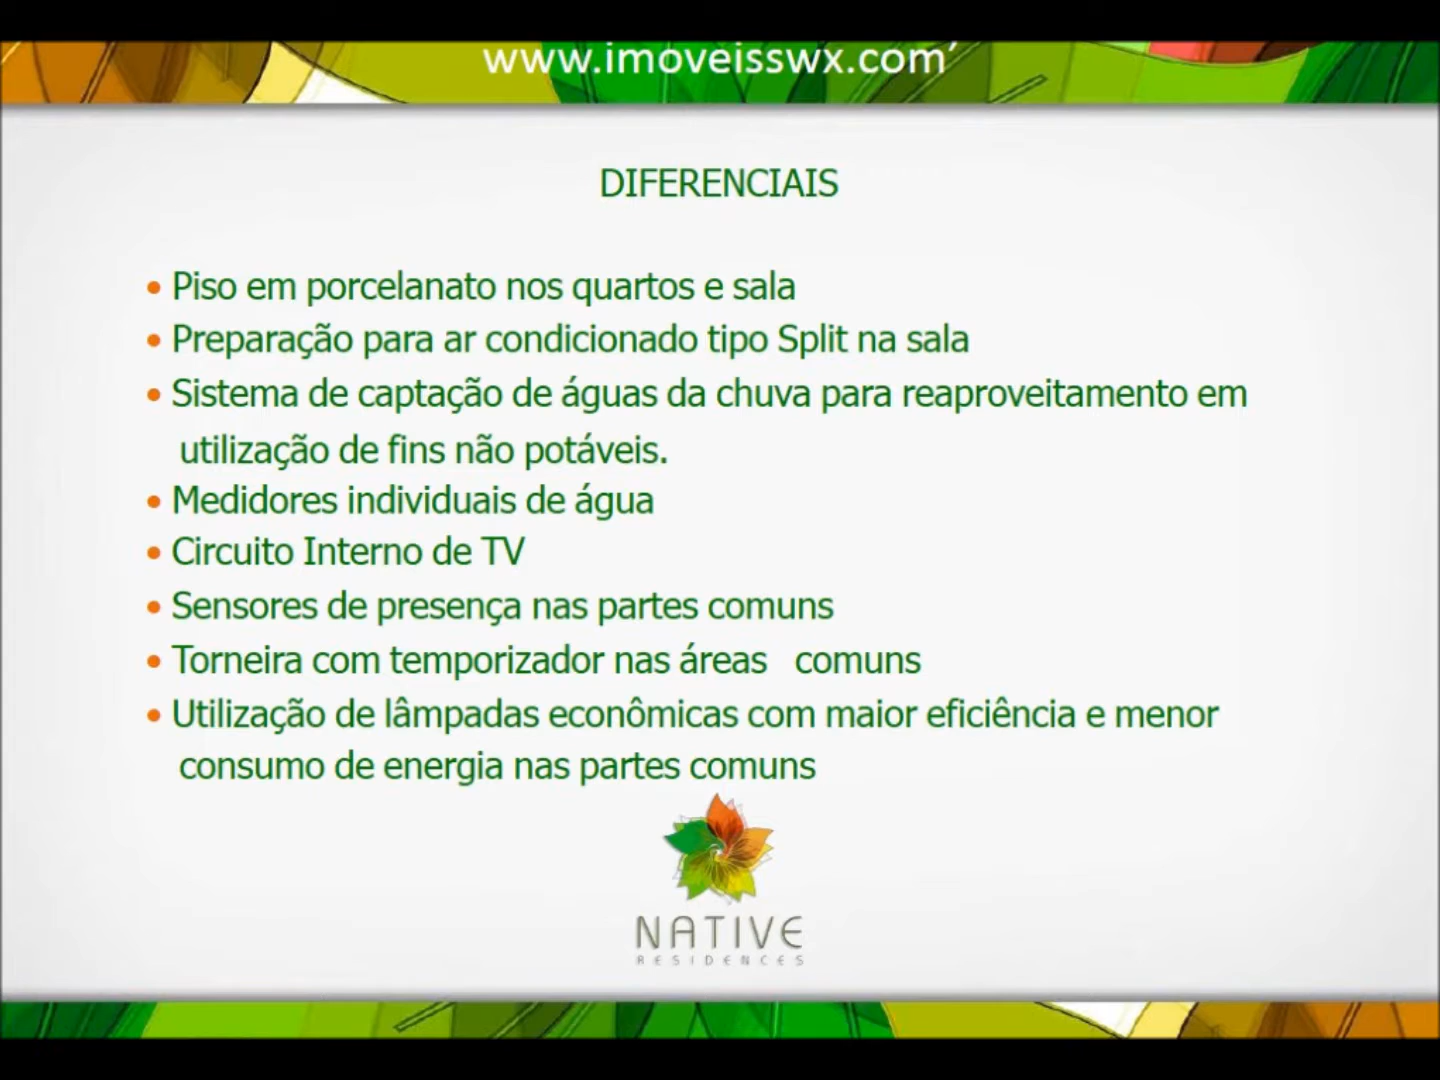 www.imoveisswx.com´
DIFERENCIAIS
• Piso em porcelanato nos quartos e sala
• Preparação para ar condicionado tipo Split na sala
• Sistema de captação de águas da chuva para reaproveitamento em
utilização de fins não potáveis.
• Medidores individuais de água
• Circuito Interno de TV
• Sensores de presença nas partes comuns
• Torneira com temporizador nas áreas comuns
• Utilização de lâmpadas econômicas com maior eficiência e menor
consumo de energia nas partes comuns
NATIVE
RESIDENCES